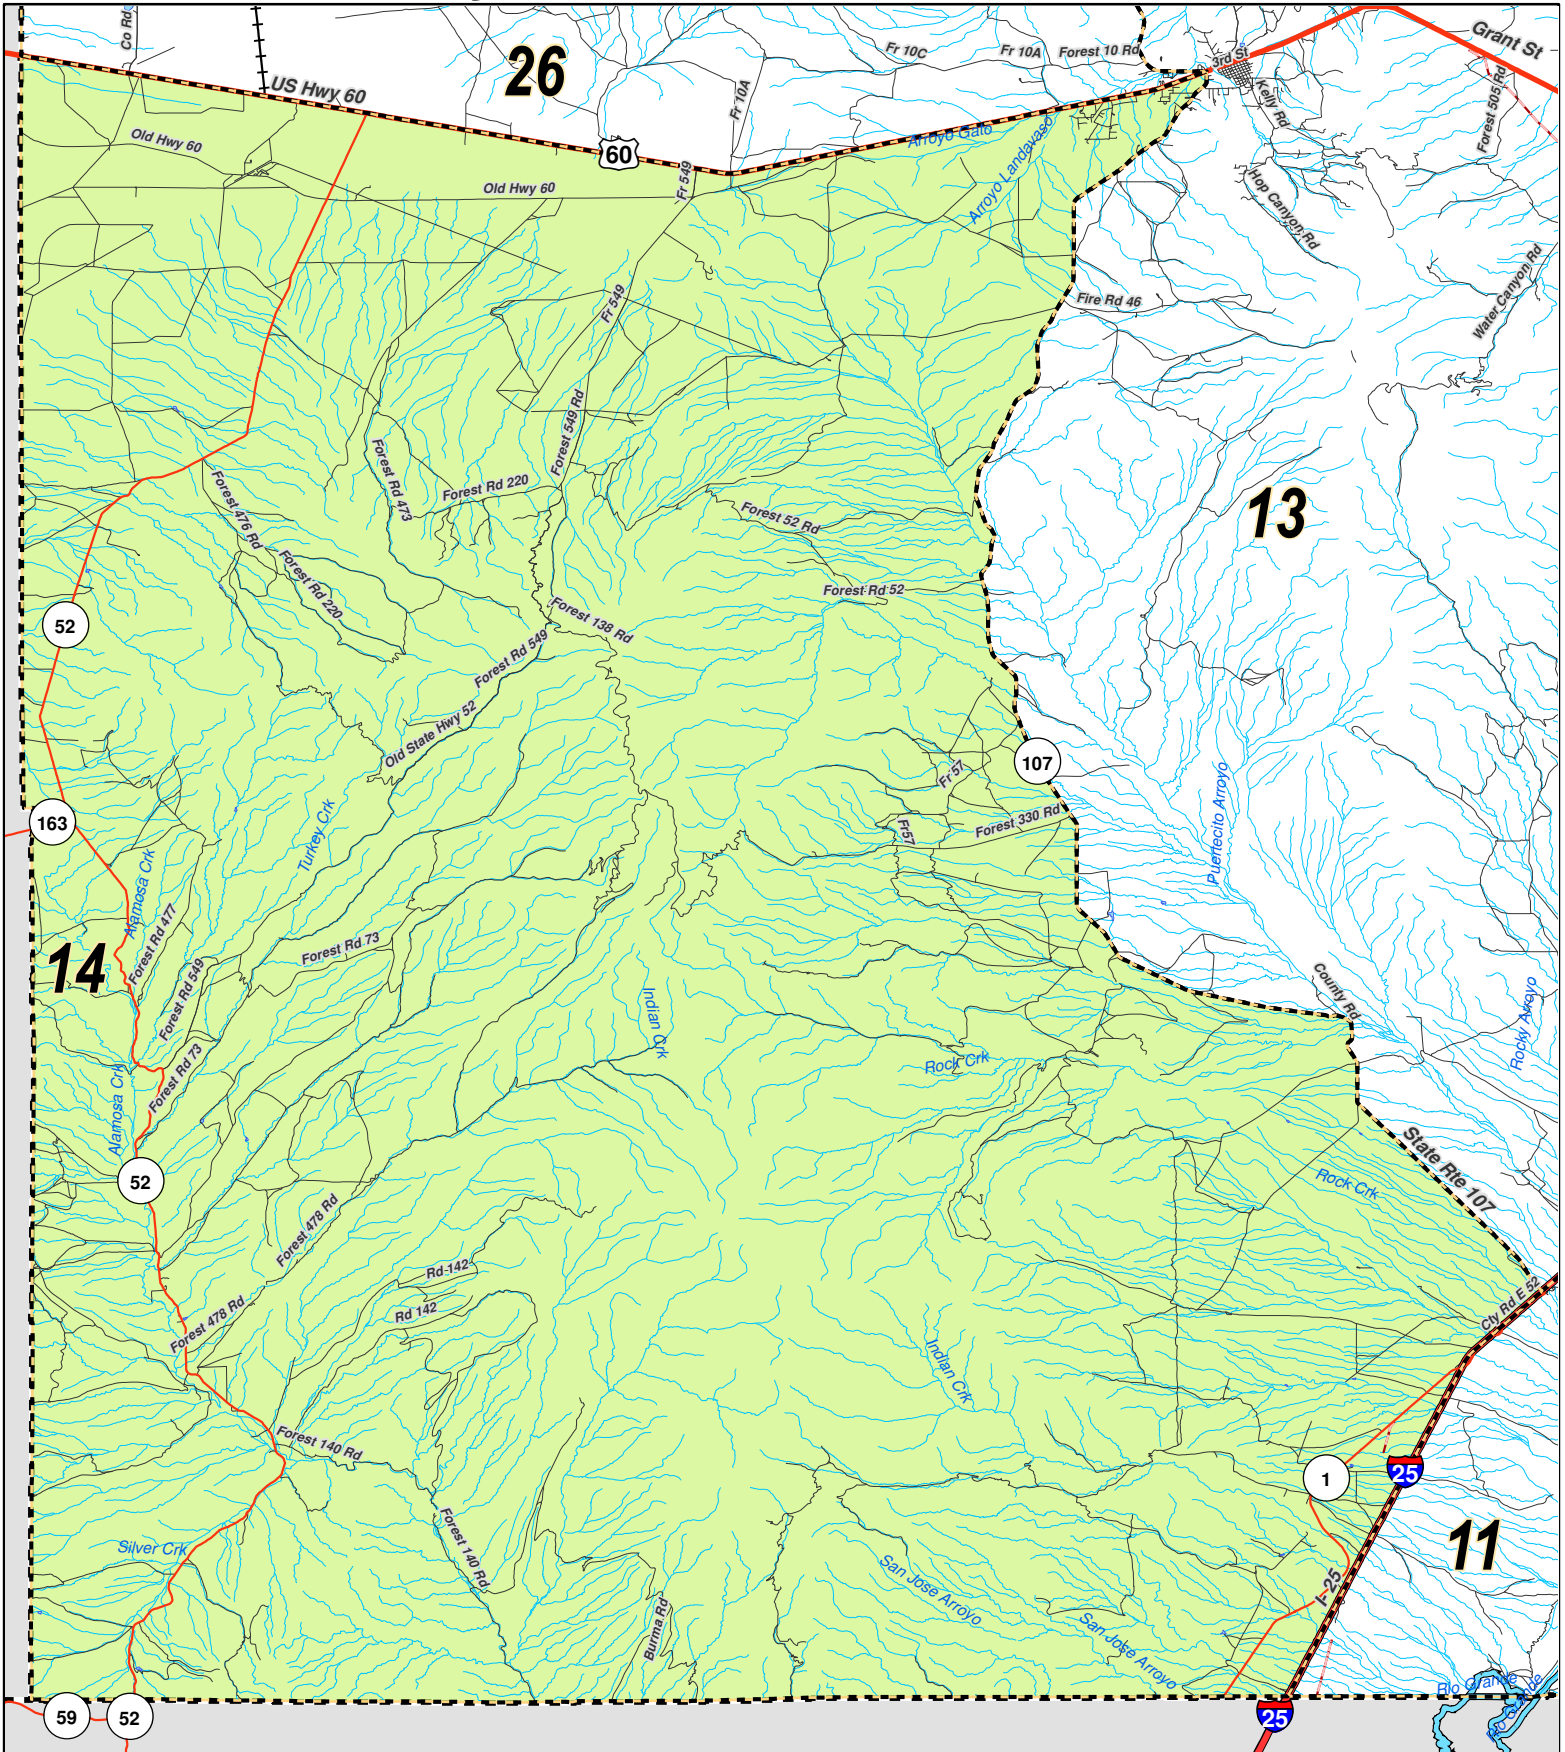 Co Rd
26
Fr 10C
Fr 10A
Forest 10 Rd
3rd St
Grant St
US Hwy 60
Fr 10A
Kelly Rd
Forest 505 Rd
Old Hwy 60
60
Arroyo Gato
Arroyo Landavaso
Old Hwy 60
Fr 549
Hop Canyon Rd
Water Canyon Rd
Fr 549
Fire Rd 46
Forest 549 Rd
Forest Rd 473
Forest Rd 220
Forest 476 Rd
Forest 52 Rd
13
Forest Rd 220
Forest Rd 52
52
Forest 138 Rd
Forest Rd 549
Old State Hwy 52
107
Fr 57
163
Turkey Crk
Fr57
Forest 330 Rd
Puertecito Arroyo
Alamosa Crk
Forest Rd 477
14
Forest Rd 73
Forest Rd 549
Indian Crk
County Rd
Rocky Arroyo
Rock Crk
Forest Rd 73
Alamosa Crk
52
State Rte 107
Rock Crk
Forest 478 Rd
Rd 142
Forest 478 Rd
Rd 142
Cty Rd E 52
Indian Crk
Forest 140 Rd
1
25
11
Forest 140 Rd
Silver Crk
San Jose Arroyo
I- 25
Burma Rd
San Jose Arroyo
Rio Grande
Rio Grande
59
52
25